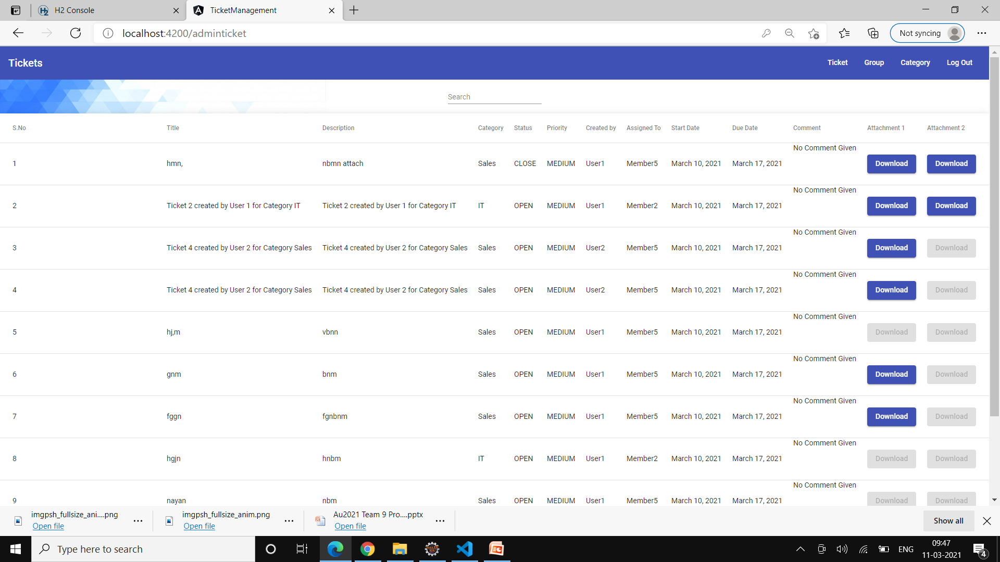 H2 Console
TicketManagement
localhost:4200/adminticket
Not syncing
Tickets
Ticket Group Category Log Out
Search
S.No Title Description Category Status Priority Created by Assigned To Start Date Due Date Comment Attachment 1 Attachment 2
No Comment Given
1 hmn, nbmn attach Sales CLOSE MEDIUM User1 Member5 March 10, 2021 March 17, 2021 Download Download
No Comment Given
2 Ticket 2 created by User 1 for Category IT Ticket 2 created by User 1 for Category IT IT OPEN MEDIUM User1 Member2 March 10, 2021 March 17, 2021 Download Download
No Comment Given
3 Ticket 4 created by User 2 for Category Sales Ticket 4 created by User 2 for Category Sales Sales OPEN MEDIUM User2 Member5 March 10, 2021 March 17, 2021 Download Download
No Comment Given
4 Ticket 4 created by User 2 for Category Sales Ticket 4 created by User 2 for Category Sales Sales OPEN MEDIUM User2 Member5 March 10, 2021 March 17, 2021 Download Download
No Comment Given
5 hj,m vbnn Sales OPEN MEDIUM User1 Member5 March 10, 2021 March 17, 2021 Download Download
No Comment Given
6 gnm bnm Sales OPEN MEDIUM User1 Member5 March 10, 2021 March 17, 2021 Download Download
No Comment Given
7 fggn fgnbnm Sales OPEN MEDIUM User1 Member5 March 10, 2021 March 17, 2021 Download Download
No Comment Given
8 hgjn hnbm IT OPEN MEDIUM User1 Member2 March 10, 2021 March 17, 2021 Download Download
No Comment Given
9 nayan nbm Sales OPEN MEDIUM User1 Member5 March 10, 2021 March 17, 2021 Download Download
imgpsh_fullsize_ani....png imgpsh_fullsize_anim.png Au2021 Team 9 Pro....pptx
Open file Open file Open file
Show all
Type here to search
ENG
09:47
11-03-2021
4